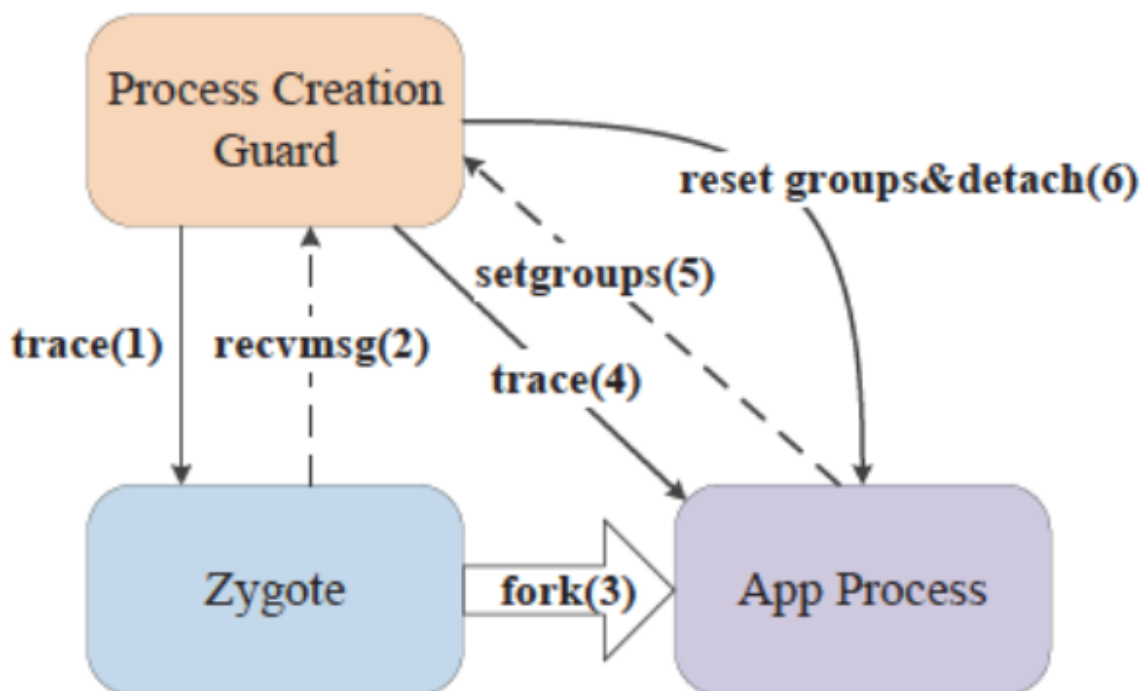 Process Creation
Guard
reset groups&detach(6)
setgroups(5)
trace(1)
recvmsg(2)
trace(4)
Zygote
fork(3)
App Process